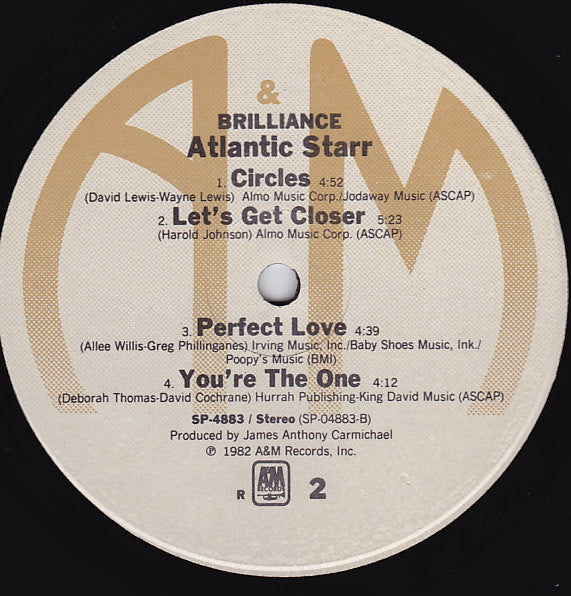 &
BRILLIANCE
Atlantic Starr
1. Circles 4:52
(David Lewis-Wayne Lewis) Almo Music Corp./Jodaway Music (ASCAP)
2. Let's Get Closer 5:23
(Harold Johnson) Almo Music Corp. (ASCAP)
3. Perfect Love 4:39
(Allee Willis-Greg Phillinganes) Irving Music, Inc./Baby Shoes Music, Ink./
Poopy's Music (BMI)
4. You're The One 4:12
(Deborah Thomas-David Cochrane) Hurrah Publishing-King David Music (ASCAP)
SP-4883 / Stereo (SP-04883-B)
Produced by James Anthony Carmichael
℗ 1982 A&M Records, Inc.
R A&M RECORDS 2